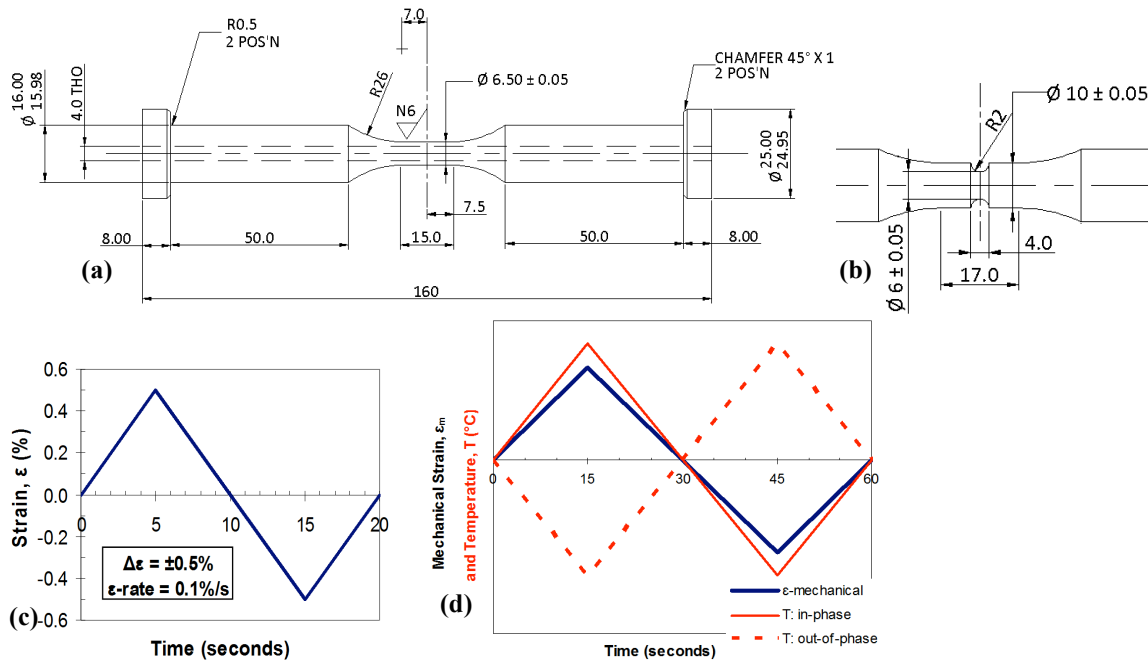 7.0
R0.5
2 POS'N
Ø 16.00
15.98
4.0 THO
R26
N6
Ø 6.50 ± 0.05
CHAMFER 45° X 1
2 POS'N
Ø 25.00
24.95
7.5
8.00
50.0
15.0
50.0
8.00
160
(a)
R2
Ø 10 ± 0.05
Ø 6 ± 0.05
4.0
17.0
(b)
0.6
0.4
0.2
0.0
-0.2
-0.4
-0.6
0
5
10
15
20
Strain, ε (%)
Δε = ±0.5%
ε-rate = 0.1%/s
Time (seconds)
(c)
Mechanical Strain, εm
and Temperature, T (°C)
0
15
30
45
60
ε-mechanical
T: in-phase
T: out-of-phase
Time (seconds)
(d)